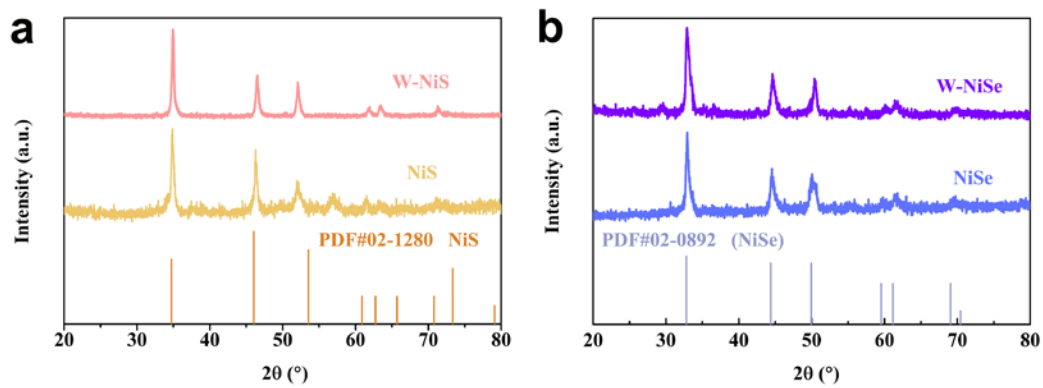 a
Intensity (a.u.)
W-NiS
NiS
PDF#02-1280 NiS
20 30 40 50 60 70 80
2θ (°)
b
Intensity (a.u.)
W-NiSe
NiSe
PDF#02-0892 (NiSe)
20 30 40 50 60 70 80
2θ (°)